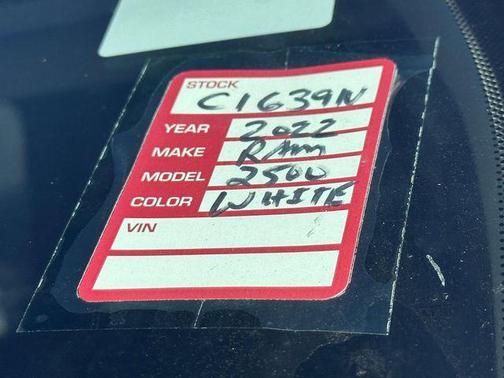 STOCK
C1639N
YEAR 2022
MAKE RAM
MODEL 2500
COLOR WHITE
VIN